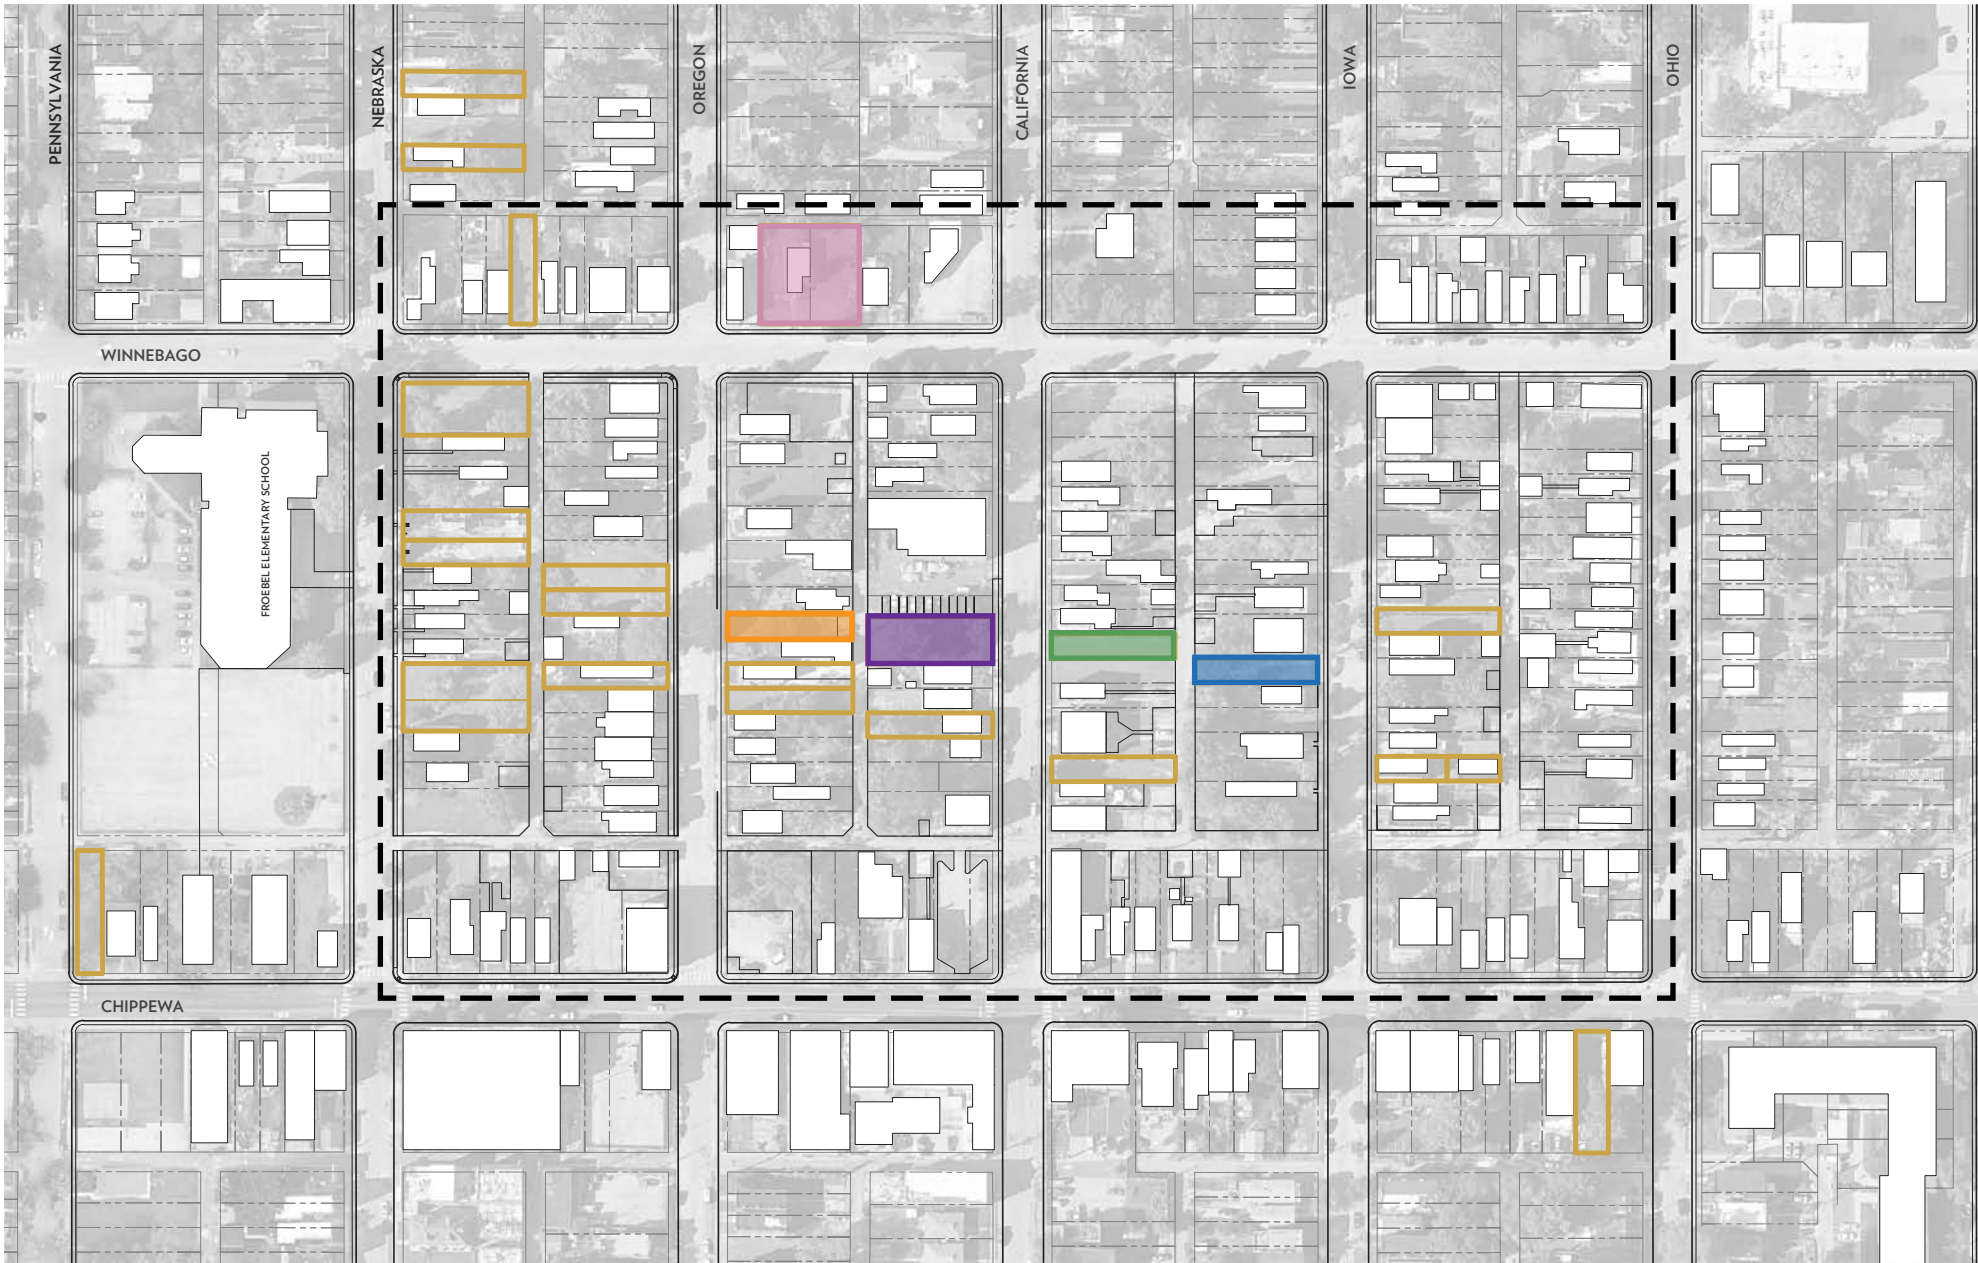 PENNSYLVANIA
NEBRASKA
OREGON
CALIFORNIA
IOWA
OHIO
WINNEBAGO
FROEBEL ELEMENTARY SCHOOL
CHIPPEWA